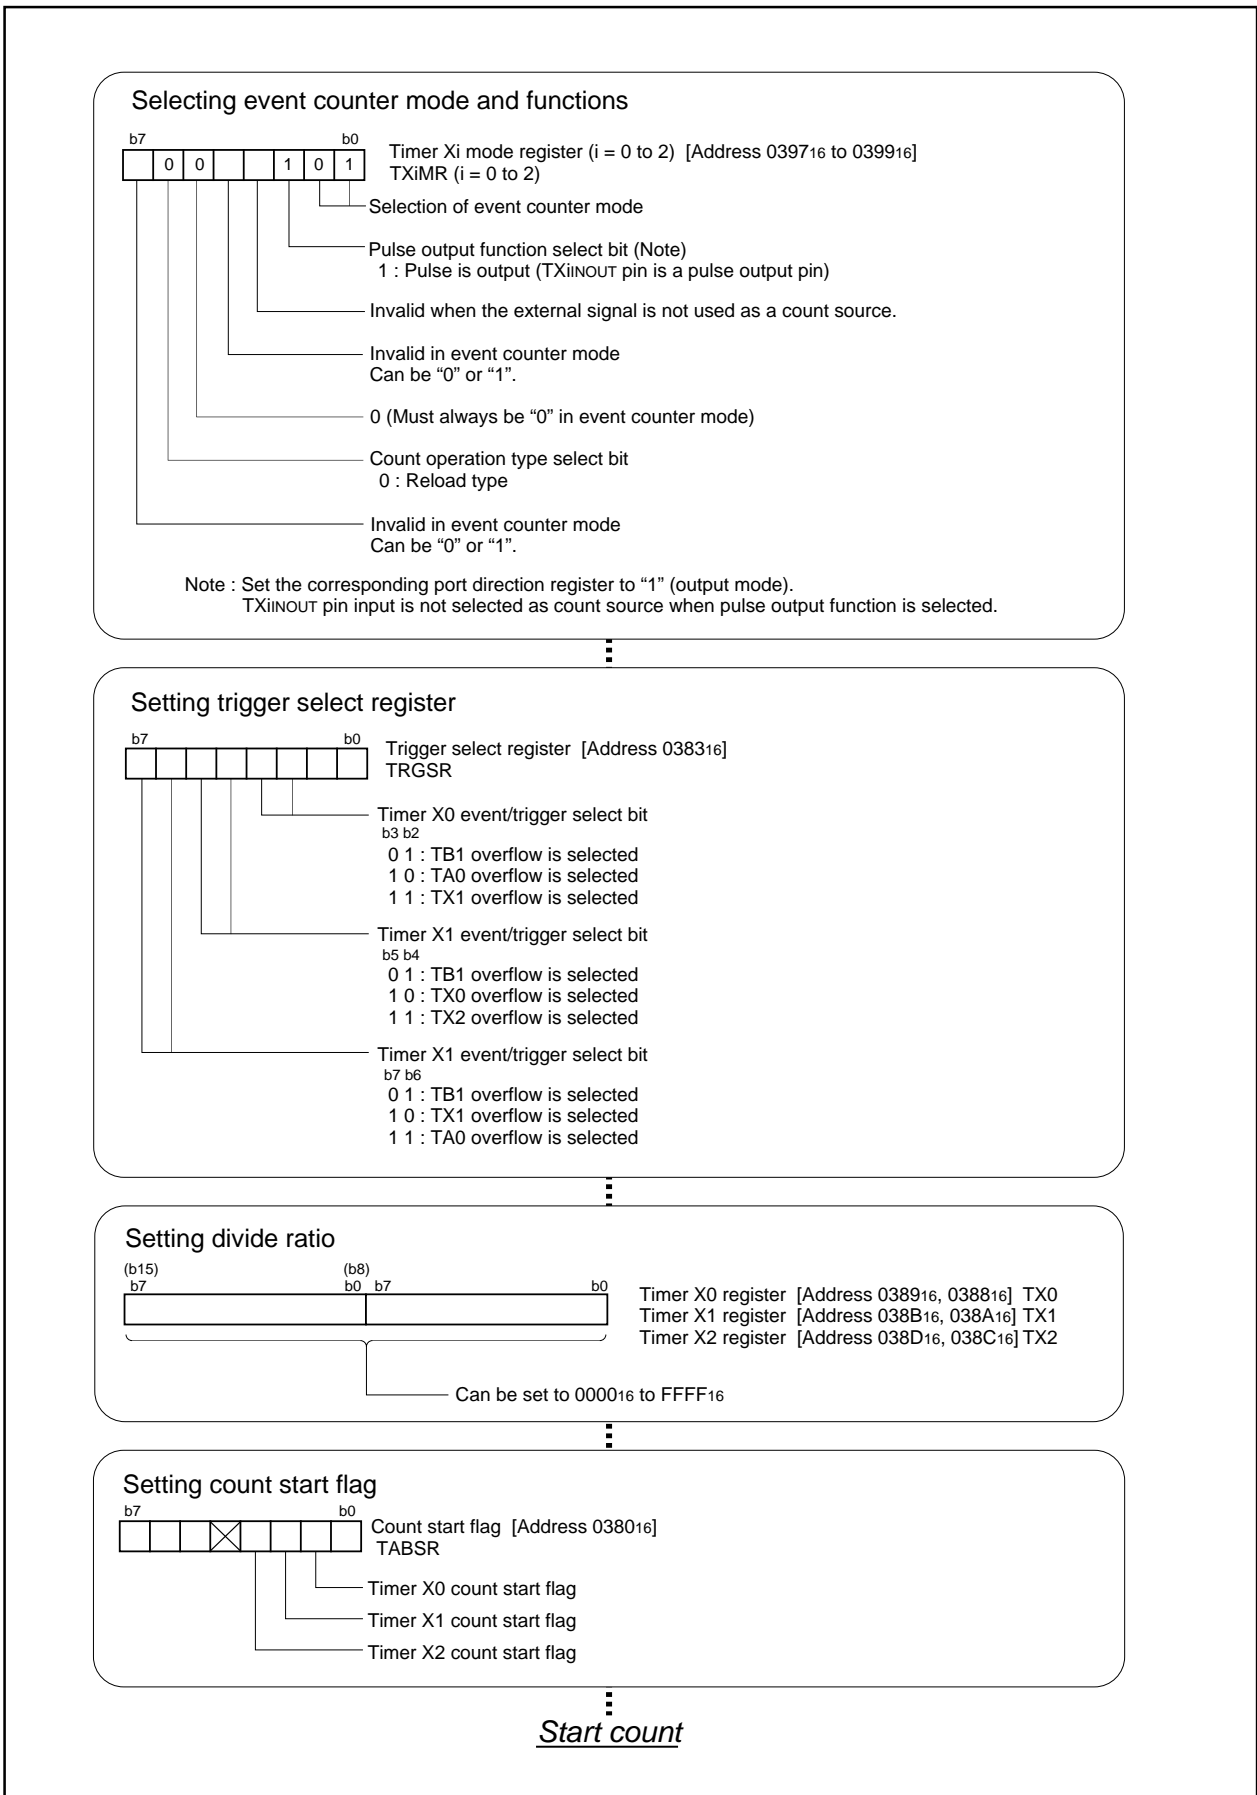 Selecting event counter mode and functions
b7 b0
0 0 1 0 1
Timer Xi mode register (i = 0 to 2) [Address 039716 to 039916]
TXiMR (i = 0 to 2)
Selection of event counter mode
Pulse output function select bit (Note)
1 : Pulse is output (TXiINOUT pin is a pulse output pin)
Invalid when the external signal is not used as a count source.
Invalid in event counter mode
Can be “0” or “1”.
0 (Must always be “0” in event counter mode)
Count operation type select bit
0 : Reload type
Invalid in event counter mode
Can be “0” or “1”.
Note : Set the corresponding port direction register to “1” (output mode).
TXiINOUT pin input is not selected as count source when pulse output function is selected.
Setting trigger select register
b7 b0
Trigger select register [Address 038316]
TRGSR
Timer X0 event/trigger select bit
b3 b2
0 1 : TB1 overflow is selected
1 0 : TA0 overflow is selected
1 1 : TX1 overflow is selected
Timer X1 event/trigger select bit
b5 b4
0 1 : TB1 overflow is selected
1 0 : TX0 overflow is selected
1 1 : TX2 overflow is selected
Timer X1 event/trigger select bit
b7 b6
0 1 : TB1 overflow is selected
1 0 : TX1 overflow is selected
1 1 : TA0 overflow is selected
Setting divide ratio
(b15) (b8)
b7 b0 b7 b0
Timer X0 register [Address 038916, 038816] TX0
Timer X1 register [Address 038B16, 038A16] TX1
Timer X2 register [Address 038D16, 038C16] TX2
Can be set to 000016 to FFFF16
Setting count start flag
b7 b0
Count start flag [Address 038016]
TABSR
Timer X0 count start flag
Timer X1 count start flag
Timer X2 count start flag
Start count